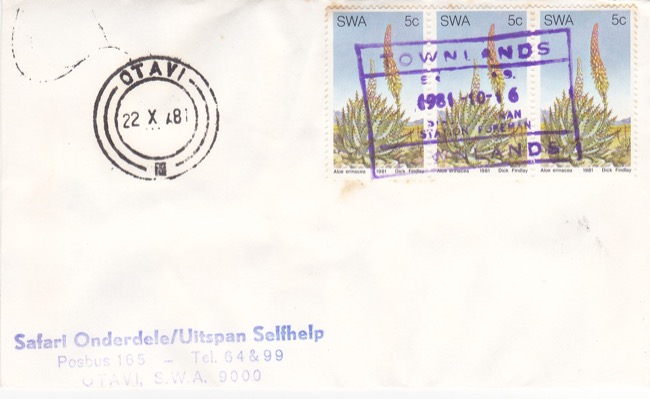 SWA 5c SWA 5c SWA 5c
TOWNLANDS
1981-10-
STATION FOREMAN
Aloe erinacea 1981 Dick Findlay
Aloe erinacea 1981 Dick Findlay
Aloe erinacea 1981 Dick Findlay
OTAVI
22 X 81
Safari Onderdele/Uitspan Selfhelp
Posbus 165 – Tel. 64&99
OTAVI, S.W.A. 9000